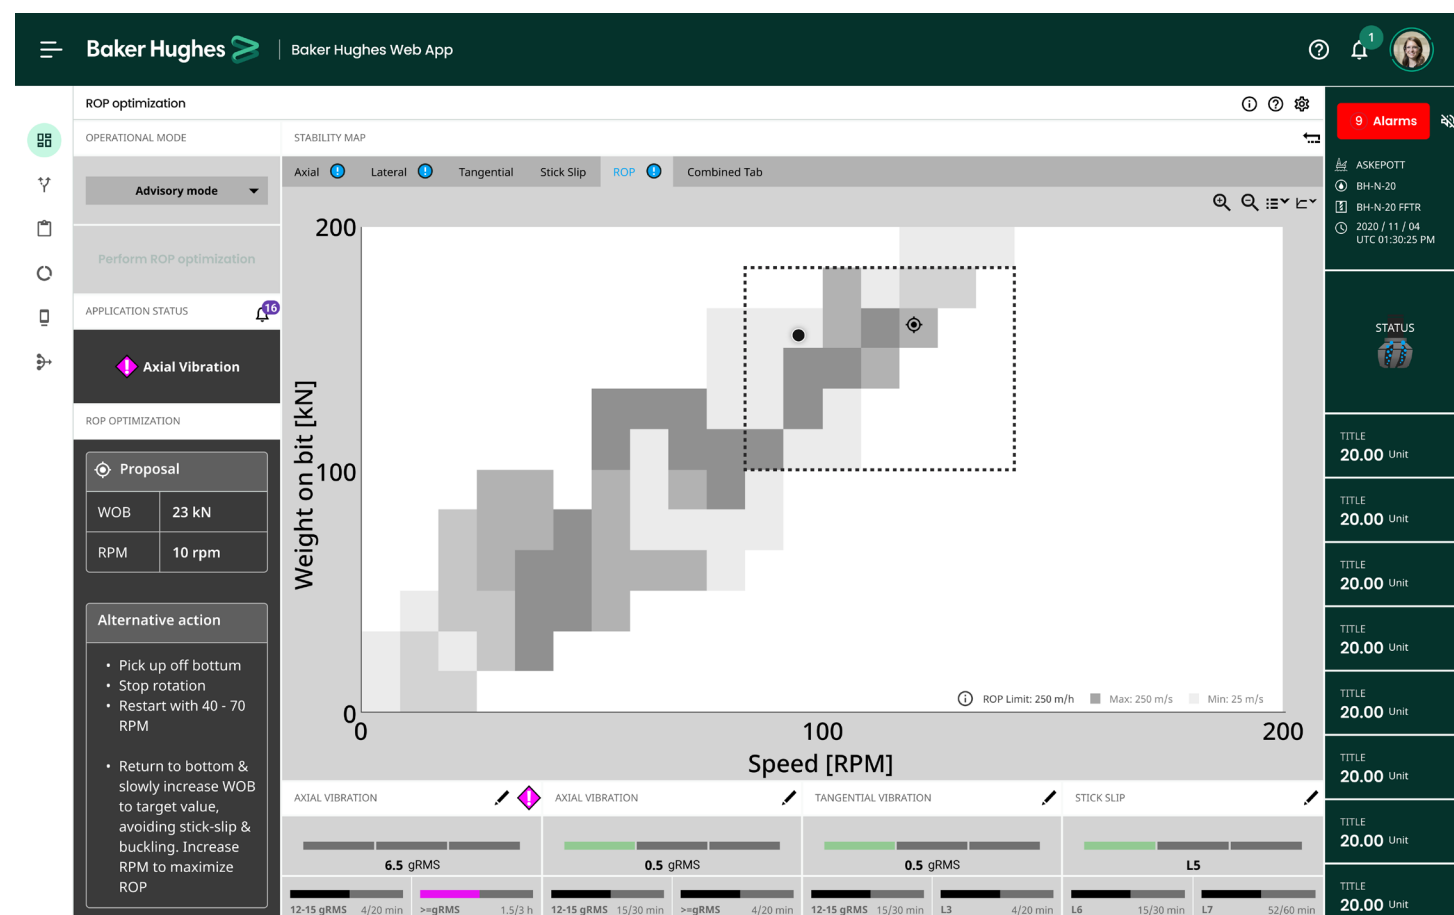 Baker Hughes
Baker Hughes Web App
1
ROP optimization
OPERATIONAL MODE
Advisory mode
Perform ROP optimization
APPLICATION STATUS
16
Axial Vibration
ROP OPTIMIZATION
Proposal
WOB 23 kN
RPM 10 rpm
Alternative action
• Pick up off bottum
• Stop rotation
• Restart with 40 - 70
RPM
• Return to bottom &
slowly increase WOB
to target value,
avoiding stick-slip &
buckling. Increase
RPM to maximize
ROP
STABILITY MAP
Axial Lateral Tangential Stick Slip ROP Combined Tab
200
100
0
Weight on bit [kN]
0 100 200
Speed [RPM]
ROP Limit: 250 m/h Max: 250 m/s Min: 25 m/s
AXIAL VIBRATION
6.5 gRMS
12-15 gRMS 4/20 min >=gRMS 1.5/3 h
AXIAL VIBRATION
0.5 gRMS
12-15 gRMS 15/30 min >=gRMS 4/20 min
TANGENTIAL VIBRATION
0.5 gRMS
12-15 gRMS 15/30 min L3 4/20 min
STICK SLIP
L5
L6 15/30 min L7 52/60 min
9 Alarms
ASKEPOTT
BH-N-20
BH-N-20 FFTR
2020 / 11 / 04
UTC 01:30:25 PM
STATUS
TITLE
20.00 Unit
TITLE
20.00 Unit
TITLE
20.00 Unit
TITLE
20.00 Unit
TITLE
20.00 Unit
TITLE
20.00 Unit
TITLE
20.00 Unit
TITLE
20.00 Unit